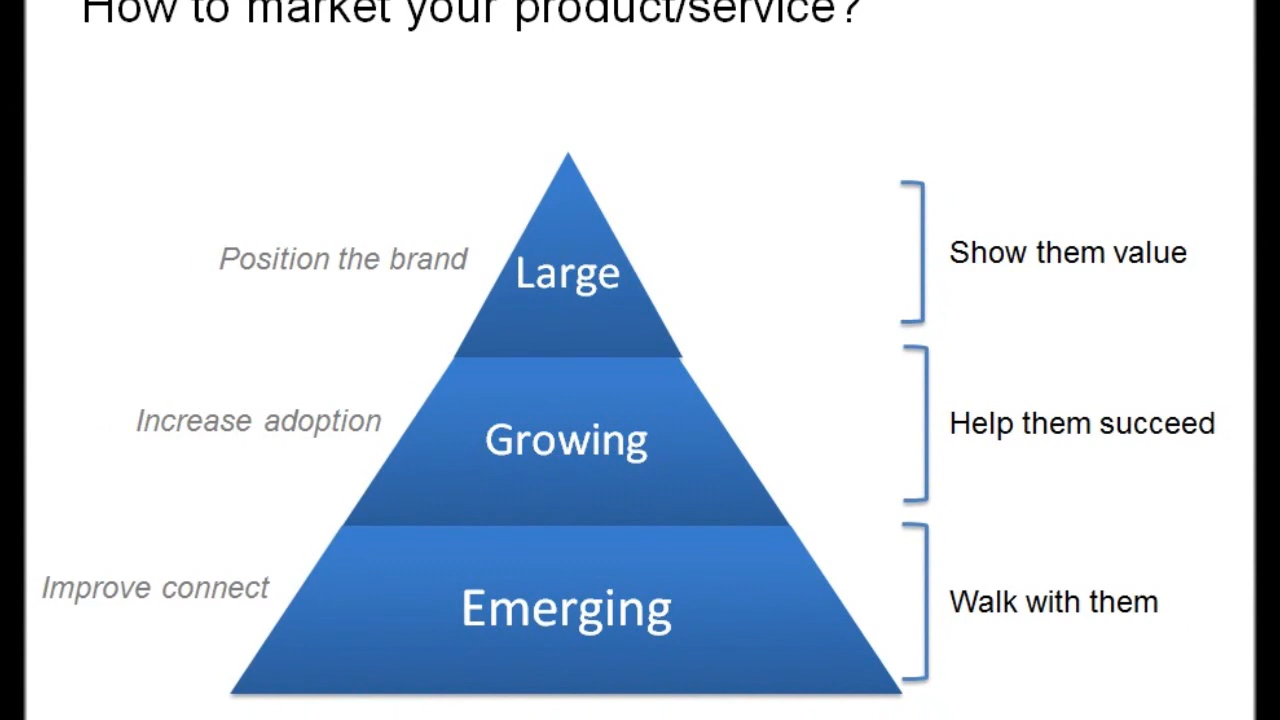 How to market your product/service?
Position the brand
Large
Show them value
Increase adoption
Growing
Help them succeed
Improve connect
Emerging
Walk with them